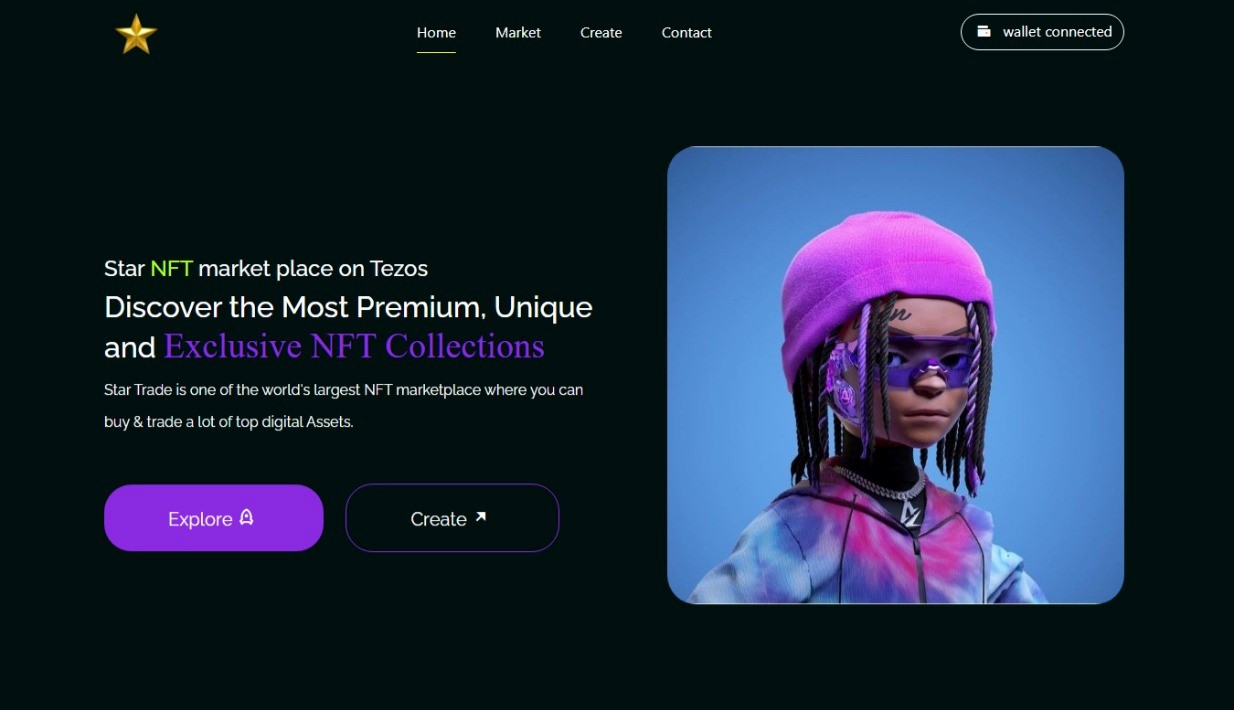 Home Market Create Contact wallet connected
Star NFT market place on Tezos
Discover the Most Premium, Unique
and Exclusive NFT Collections
Star Trade is one of the world's largest NFT marketplace where you can
buy & trade a lot of top digital Assets.
Explore Create